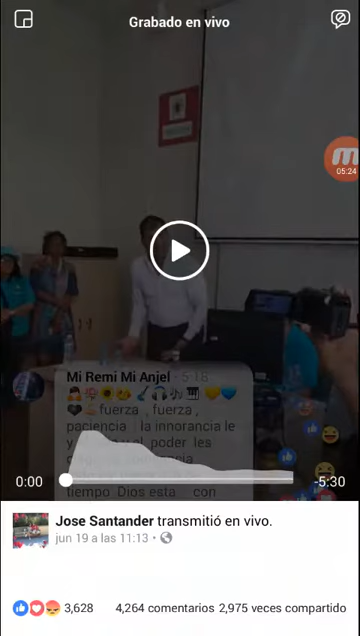 Grabado en vivo
05:24
Mi Remi Mi Anjel · 5:18
fuerza , fuerza ,
paciencia la innorancia le
y el poder les
tiempo Dios esta con
0:00
-5:30
Jose Santander transmitió en vivo.
jun 19 a las 11:13 ·
3,628
4,264 comentarios 2,975 veces compartido